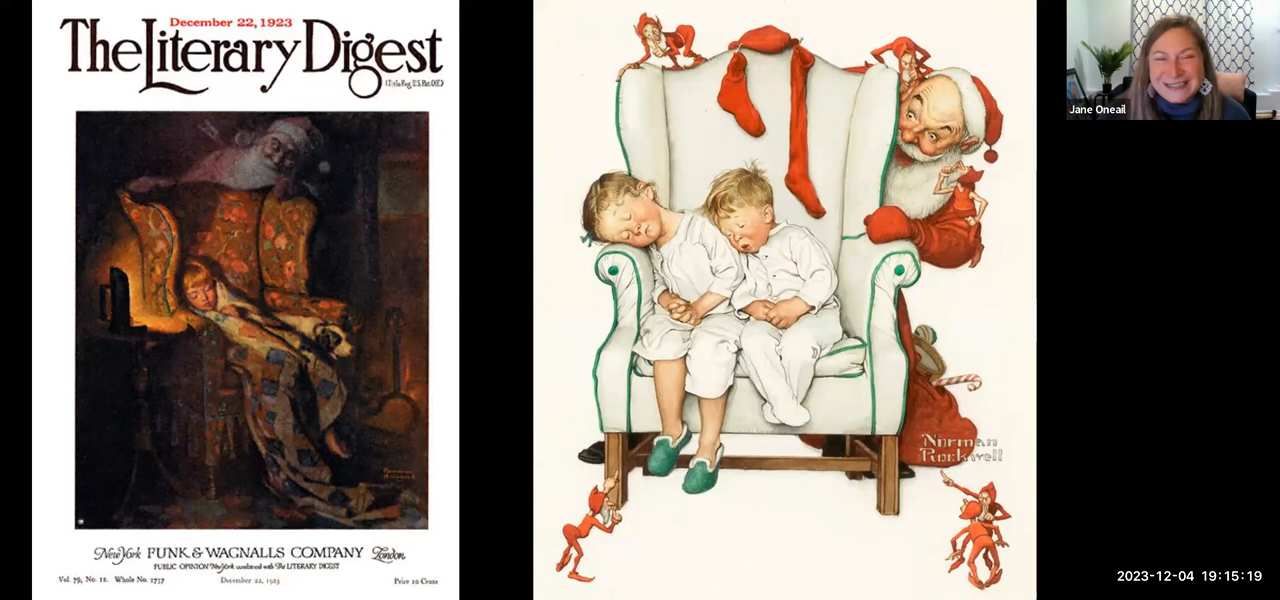 December 22, 1923
The Literary Digest
(Title Reg. U.S. Pat. Off.)
New York FUNK & WAGNALLS COMPANY London
PUBLIC OPINION New York combined with The LITERARY DIGEST
Vol. 79, No. 12. Whole No. 1757
December 22, 1923
Price 10 Cents
Norman
Rockwell
Jane Oneail
2023-12-04 19:15:19